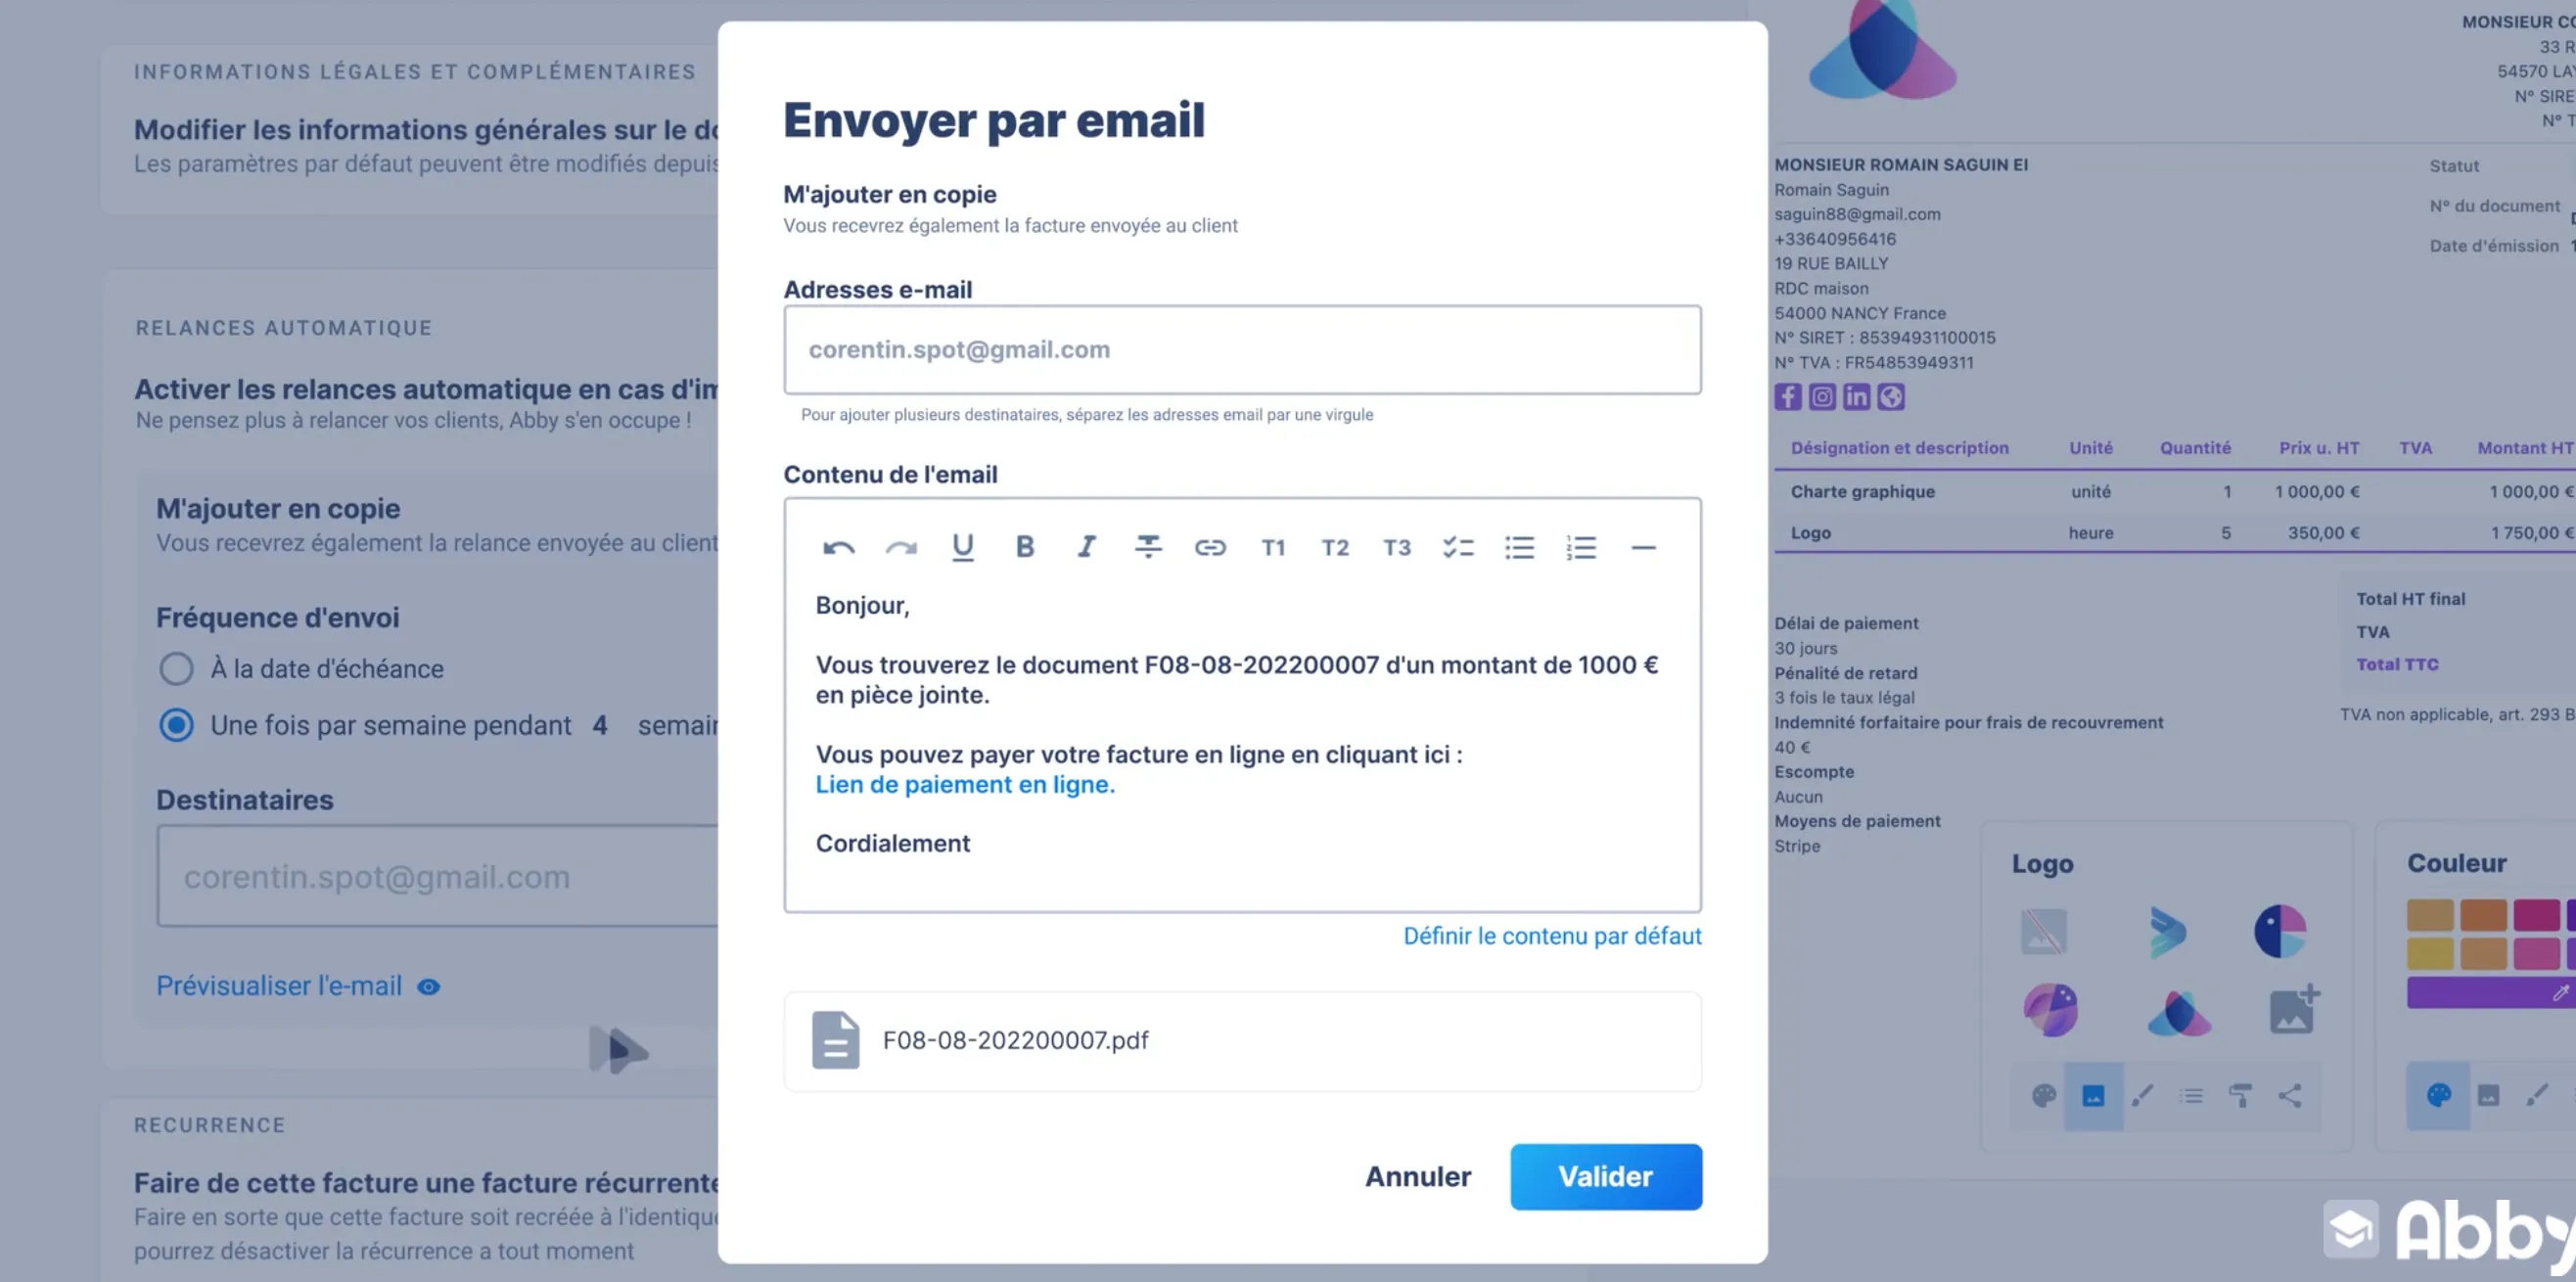 INFORMATIONS LÉGALES ET COMPLÉMENTAIRES
Modifier les informations générales sur le
Les paramètres par défaut peuvent être modifiés depuis
RELANCES AUTOMATIQUE
Activer les relances automatique en cas
Ne pensez plus à relancer vos clients, Abby s'en occupe !
M'ajouter en copie
Vous recevrez également la relance envoyée au client
Fréquence d'envoi
À la date d'échéance
Une fois par semaine pendant 4
Destinataires
corentin.spot@gmail.com
Prévisualiser l'e-mail
RECURRENCE
Faire de cette facture une facture récurrente
Faire en sorte que cette facture soit recréée à
pourrez désactiver la récurrence a tout moment
Envoyer par email
M'ajouter en copie
Vous recevrez également la facture envoyée au client
Adresses e-mail
corentin.spot@gmail.com
Pour ajouter plusieurs destinataires, séparez les adresses email par une virgule
Contenu de l'email
U B I T T1 T2 T3
Bonjour,
Vous trouverez le document F08-08-202200007 d'un montant de 1000 €
en pièce jointe.
Vous pouvez payer votre facture en ligne en cliquant ici :
Lien de paiement en ligne.
Cordialement
Définir le contenu par défaut
F08-08-202200007.pdf
Annuler Valider
MONSIEUR
33
54570
N°
N°
MONSIEUR ROMAIN SAGUIN EI
Romain Saguin
saguin88@gmail.com
+33640956416
19 RUE BAILLY
RDC maison
54000 NANCY France
N° SIRET : 85394931100015
N° TVA : FR54853949311
Statut
N° du document
Date d'émission
Désignation et description Unité Quantité Prix u. HT TVA Montant HT
Charte graphique unité 1 1 000,00 € 1 000,00 €
Logo heure 5 350,00 € 1 750,00 €
Total HT final
TVA
Total TTC
TVA non applicable, art. 293 B
Délai de paiement
30 jours
Pénalité de retard
3 fois le taux légal
Indemnité forfaitaire pour frais de recouvrement
40 €
Escompte
Aucun
Moyens de paiement
Stripe
Logo
Couleur
Abby